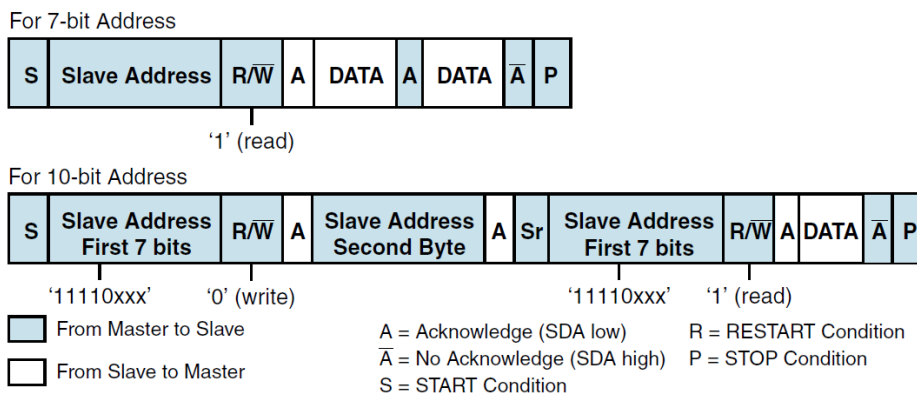 For 7-bit Address
S Slave Address R/W̅ A DATA A DATA A̅ P
‘1’ (read)
For 10-bit Address
S Slave Address First 7 bits R/W̅ A Slave Address Second Byte A Sr Slave Address First 7 bits R/W̅ A DATA A̅ P
‘11110xxx’ ‘0’ (write) ‘11110xxx’ ‘1’ (read)
From Master to Slave
From Slave to Master
A = Acknowledge (SDA low)
A̅ = No Acknowledge (SDA high)
S = START Condition
R = RESTART Condition
P = STOP Condition